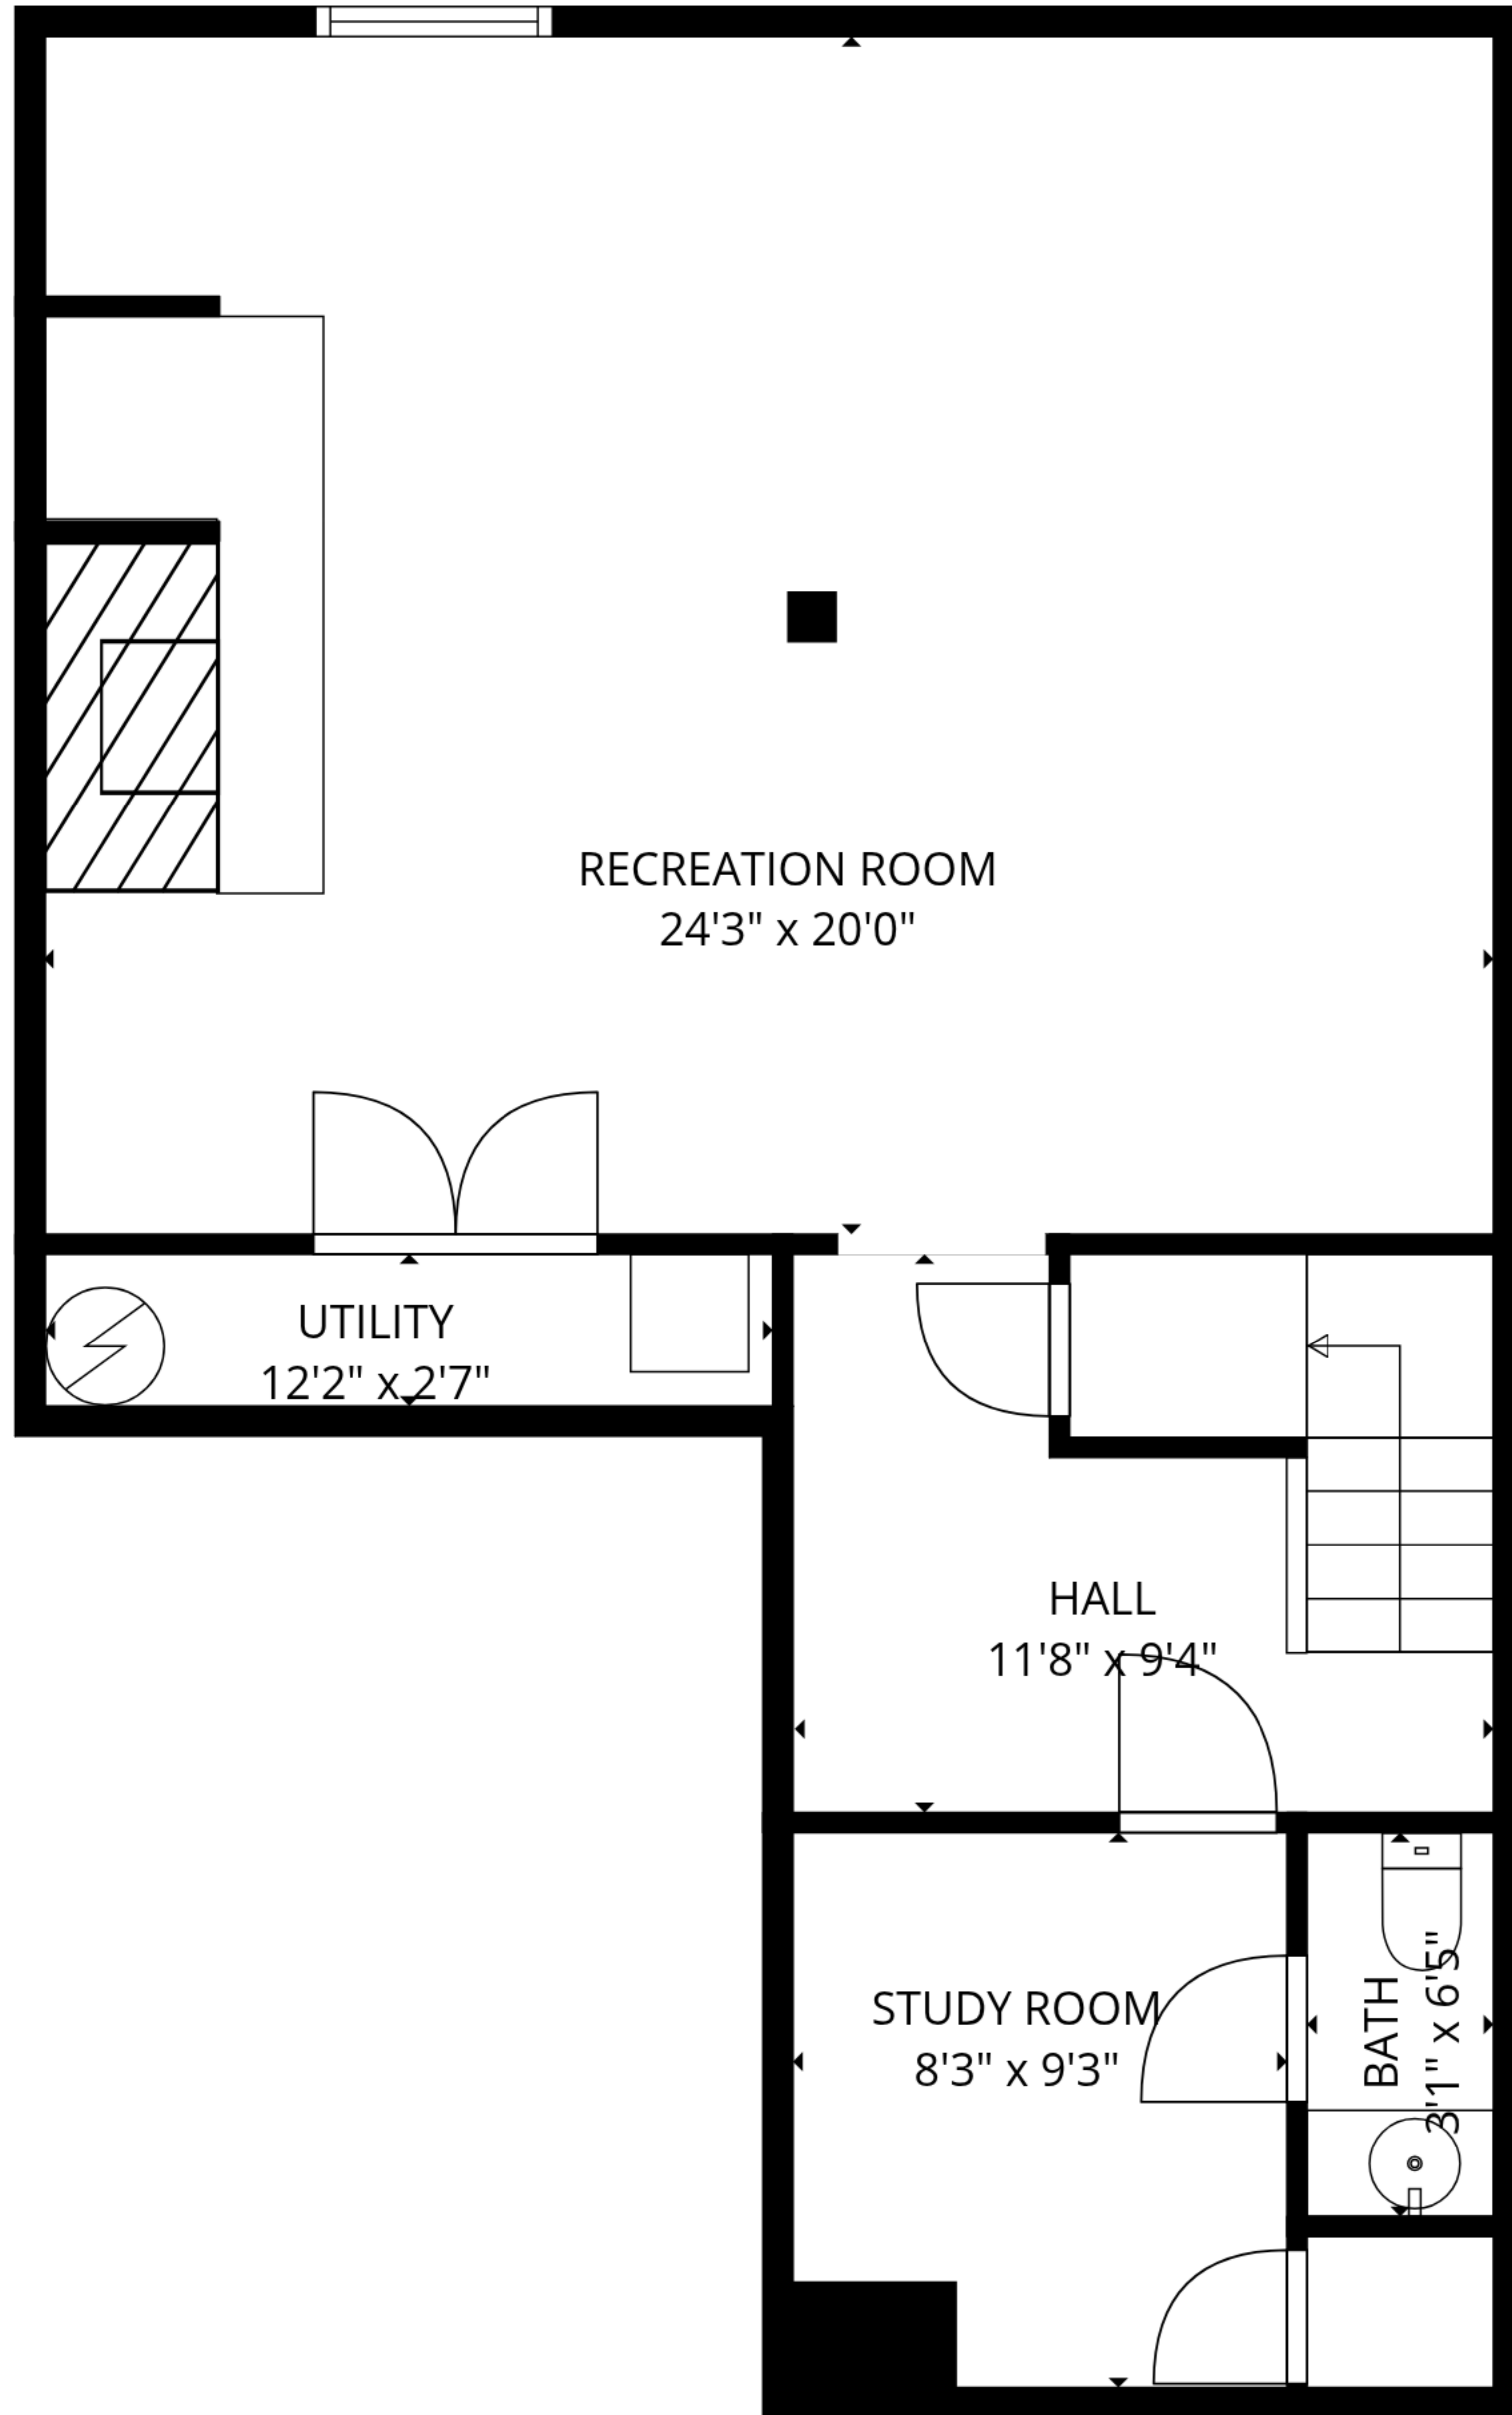 RECREATION ROOM
24'3" x 20'0"
UTILITY
12'2" x 2'7"
HALL
11'8" x 9'4"
STUDY ROOM
8'3" x 9'3"
BATH
3'1" x 6'5"